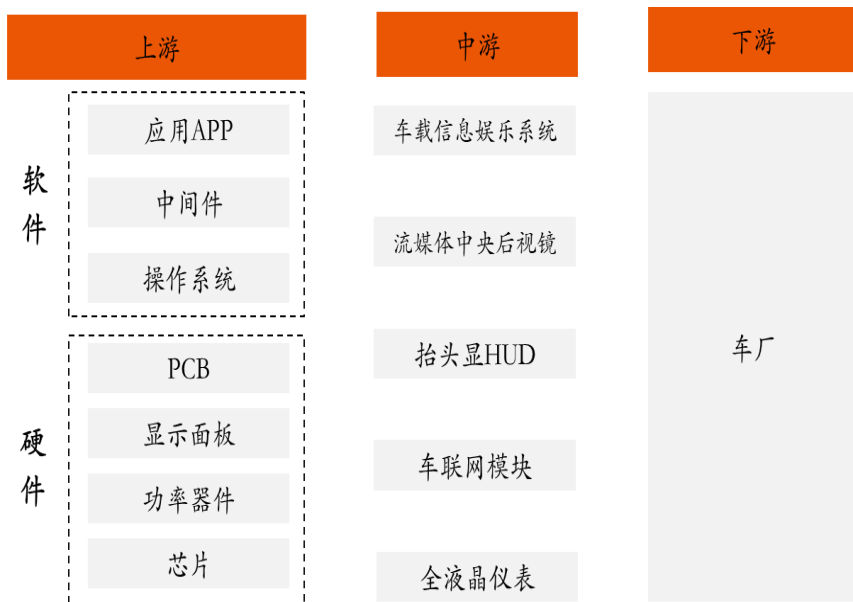 上游
中游
下游
软件
应用APP
中间件
操作系统
硬件
PCB
显示面板
功率器件
芯片
车载信息娱乐系统
流媒体中央后视镜
抬头显HUD
车联网模块
全液晶仪表
车厂